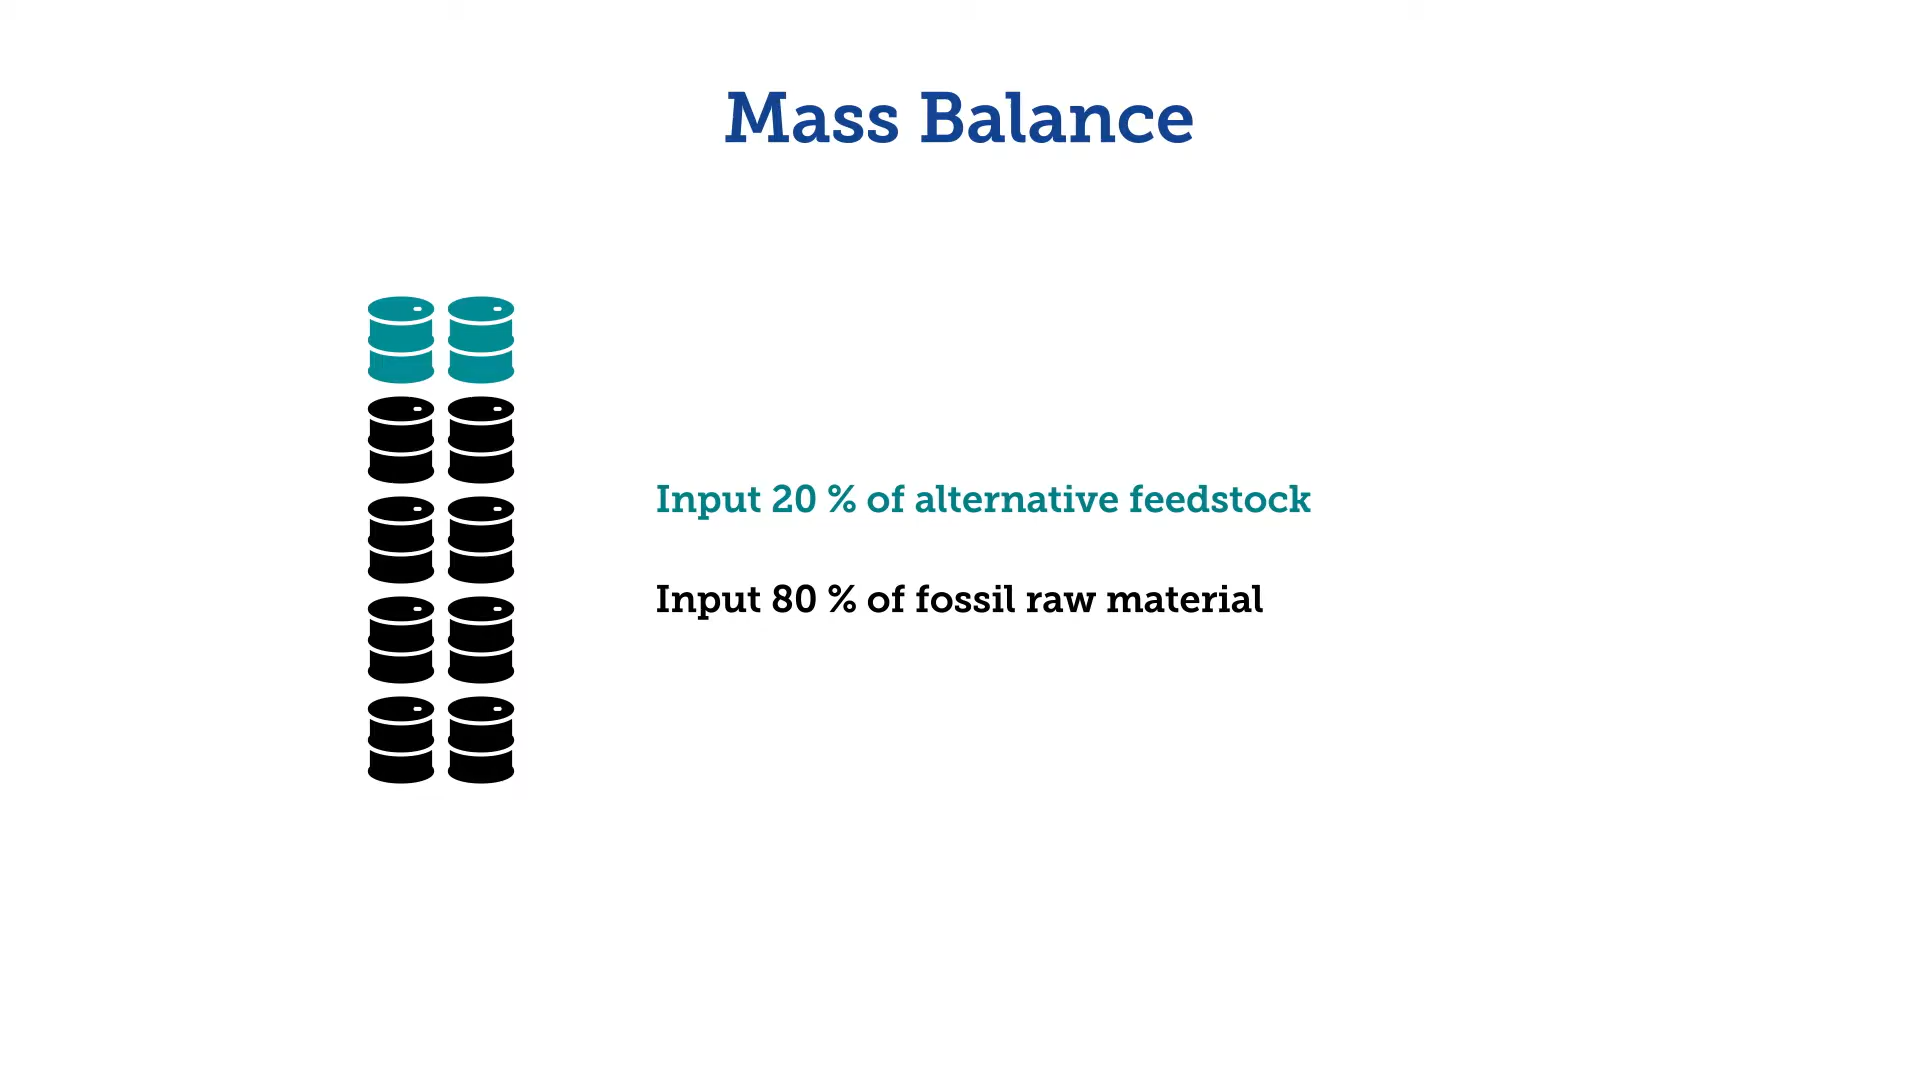 Mass Balance
Input 20 % of alternative feedstock
Input 80 % of fossil raw material